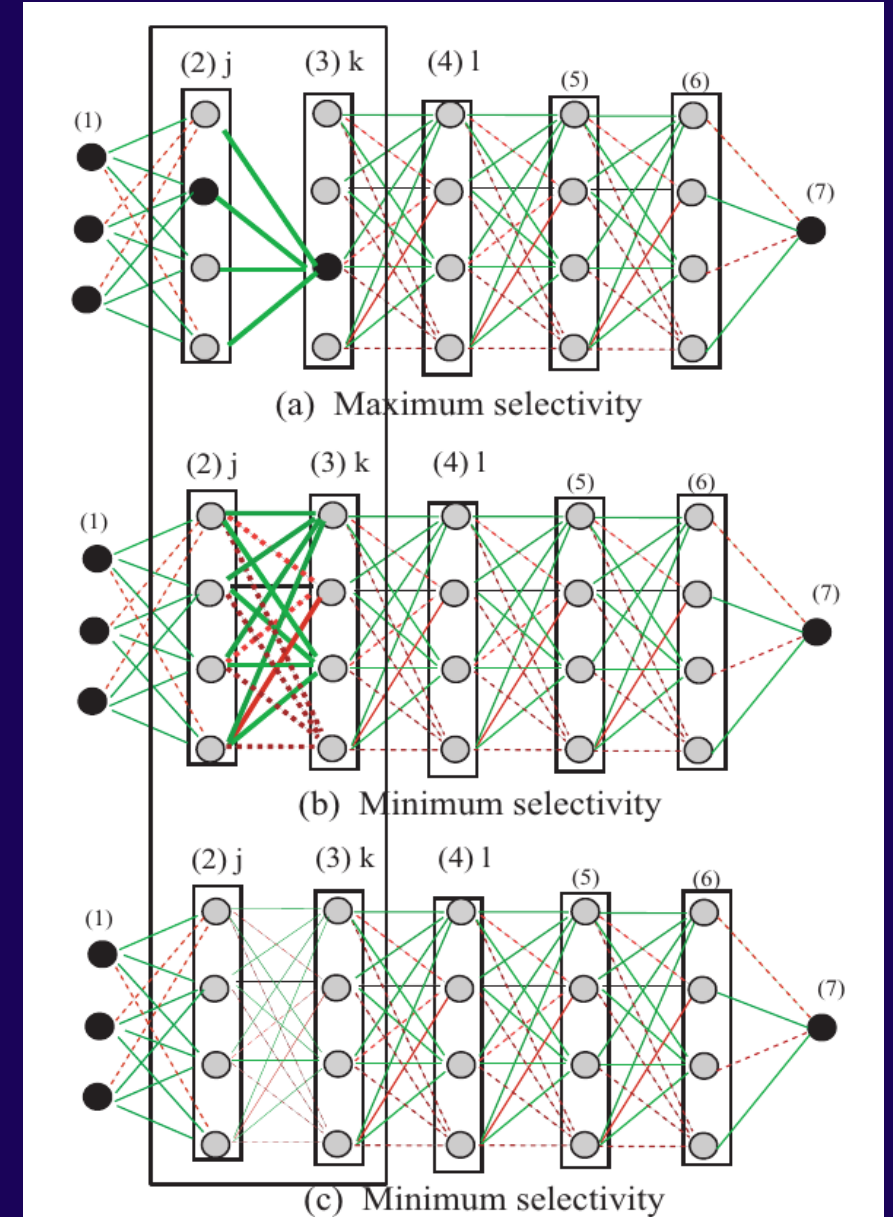 (2) j (3) k (4) l (5) (6)
(1)
(7)
(a) Maximum selectivity
(2) j (3) k (4) l (5) (6)
(1)
(7)
(b) Minimum selectivity
(2) j (3) k (4) l (5) (6)
(1)
(7)
(c) Minimum selectivity